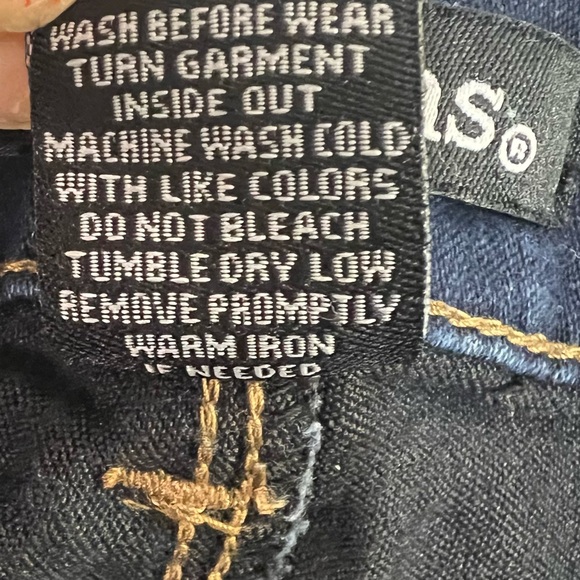 WASH BEFORE WEAR
TURN GARMENT
INSIDE OUT
MACHINE WASH COLD
WITH LIKE COLORS
DO NOT BLEACH
TUMBLE DRY LOW
REMOVE PROMPTLY
WARM IRON
IF NEEDED
as®